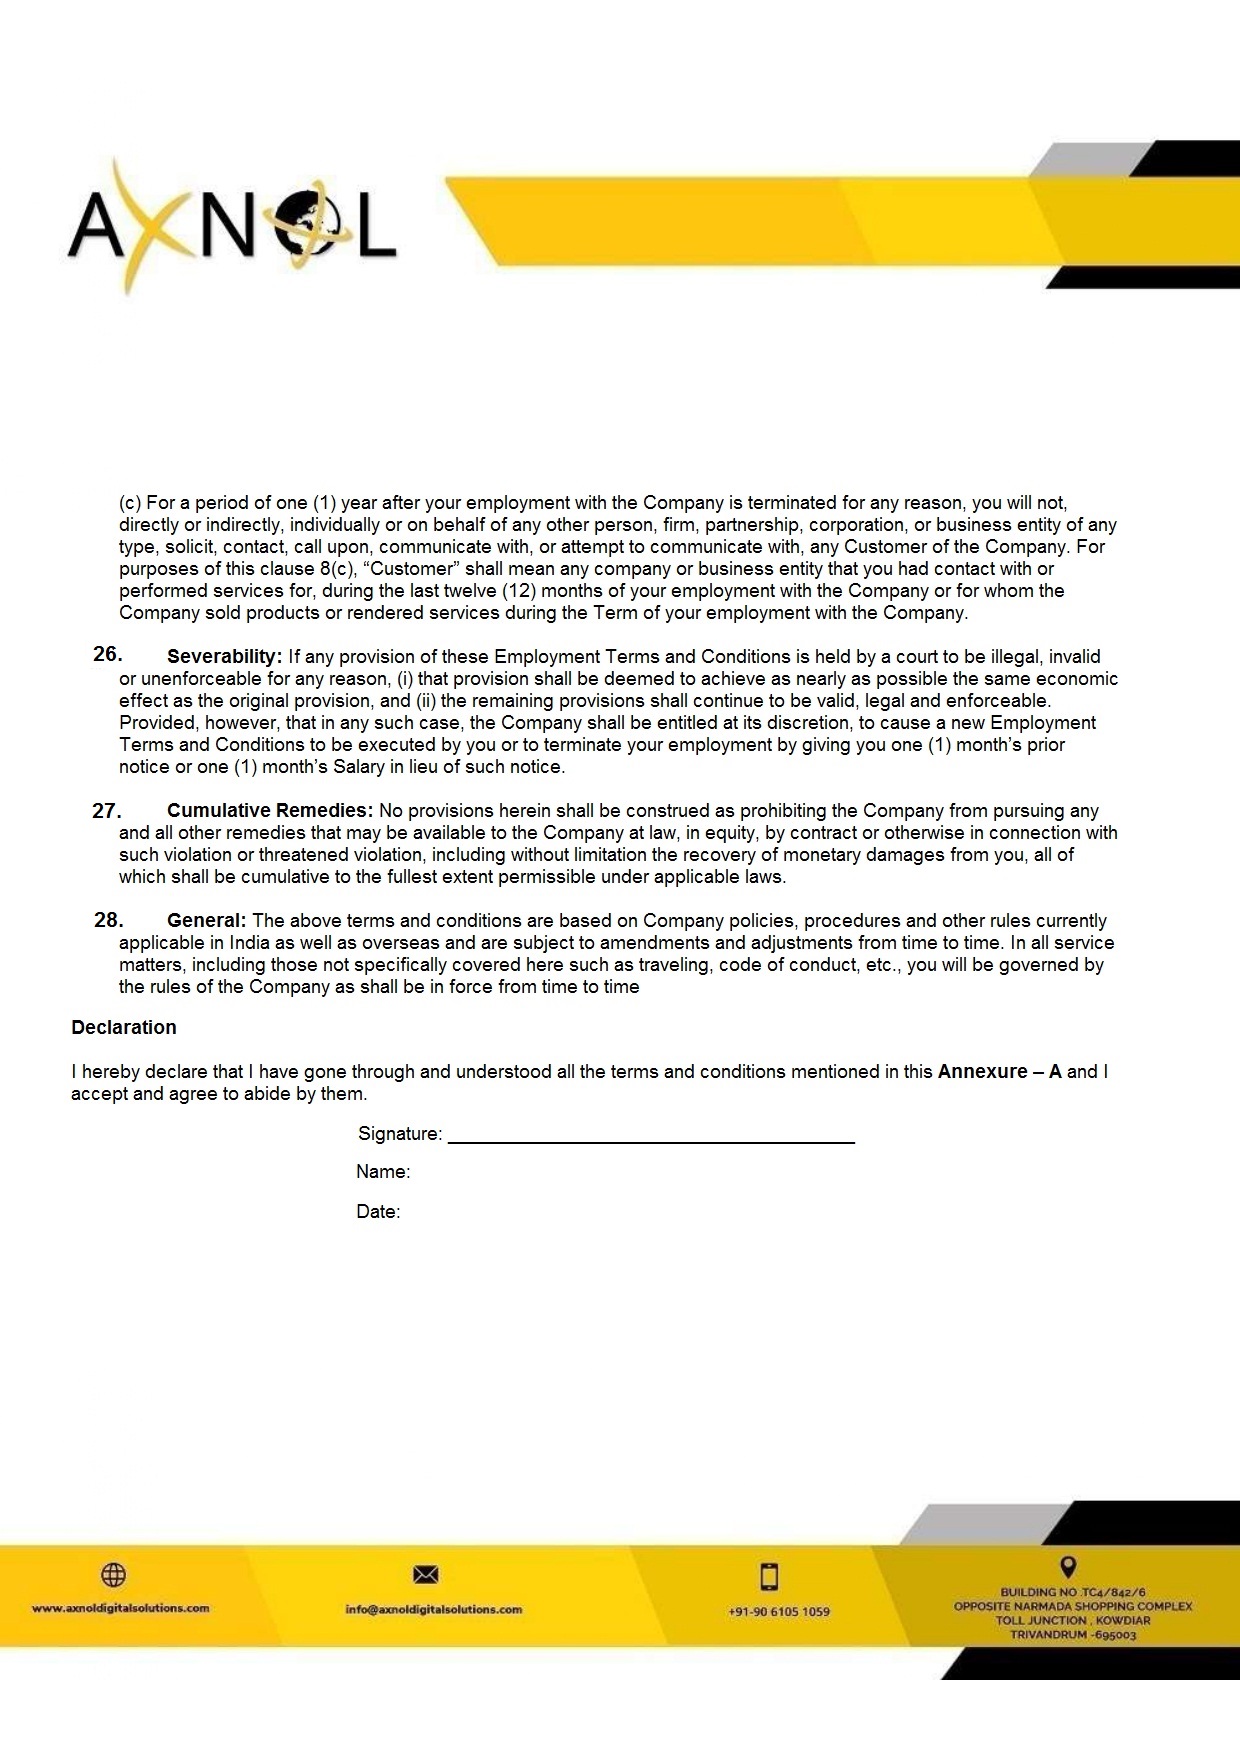 AXNOL
(c) For a period of one (1) year after your employment with the Company is terminated for any reason, you will not,
directly or indirectly, individually or on behalf of any other person, firm, partnership, corporation, or business entity of any
type, solicit, contact, call upon, communicate with, or attempt to communicate with, any Customer of the Company. For
purposes of this clause 8(c), “Customer” shall mean any company or business entity that you had contact with or
performed services for, during the last twelve (12) months of your employment with the Company or for whom the
Company sold products or rendered services during the Term of your employment with the Company.
26. Severability: If any provision of these Employment Terms and Conditions is held by a court to be illegal, invalid
or unenforceable for any reason, (i) that provision shall be deemed to achieve as nearly as possible the same economic
effect as the original provision, and (ii) the remaining provisions shall continue to be valid, legal and enforceable.
Provided, however, that in any such case, the Company shall be entitled at its discretion, to cause a new Employment
Terms and Conditions to be executed by you or to terminate your employment by giving you one (1) month’s prior
notice or one (1) month’s Salary in lieu of such notice.
27. Cumulative Remedies: No provisions herein shall be construed as prohibiting the Company from pursuing any
and all other remedies that may be available to the Company at law, in equity, by contract or otherwise in connection with
such violation or threatened violation, including without limitation the recovery of monetary damages from you, all of
which shall be cumulative to the fullest extent permissible under applicable laws.
28. General: The above terms and conditions are based on Company policies, procedures and other rules currently
applicable in India as well as overseas and are subject to amendments and adjustments from time to time. In all service
matters, including those not specifically covered here such as traveling, code of conduct, etc., you will be governed by
the rules of the Company as shall be in force from time to time
Declaration
I hereby declare that I have gone through and understood all the terms and conditions mentioned in this Annexure – A and I
accept and agree to abide by them.
Signature:
Name:
Date:
www.axnoldigitalsolutions.com
info@axnoldigitalsolutions.com
+91-90 6105 1059
BUILDING NO .TC4/842/6
OPPOSITE NARMADA SHOPPING COMPLEX
TOLL JUNCTION , KOWDIAR
TRIVANDRUM -695003